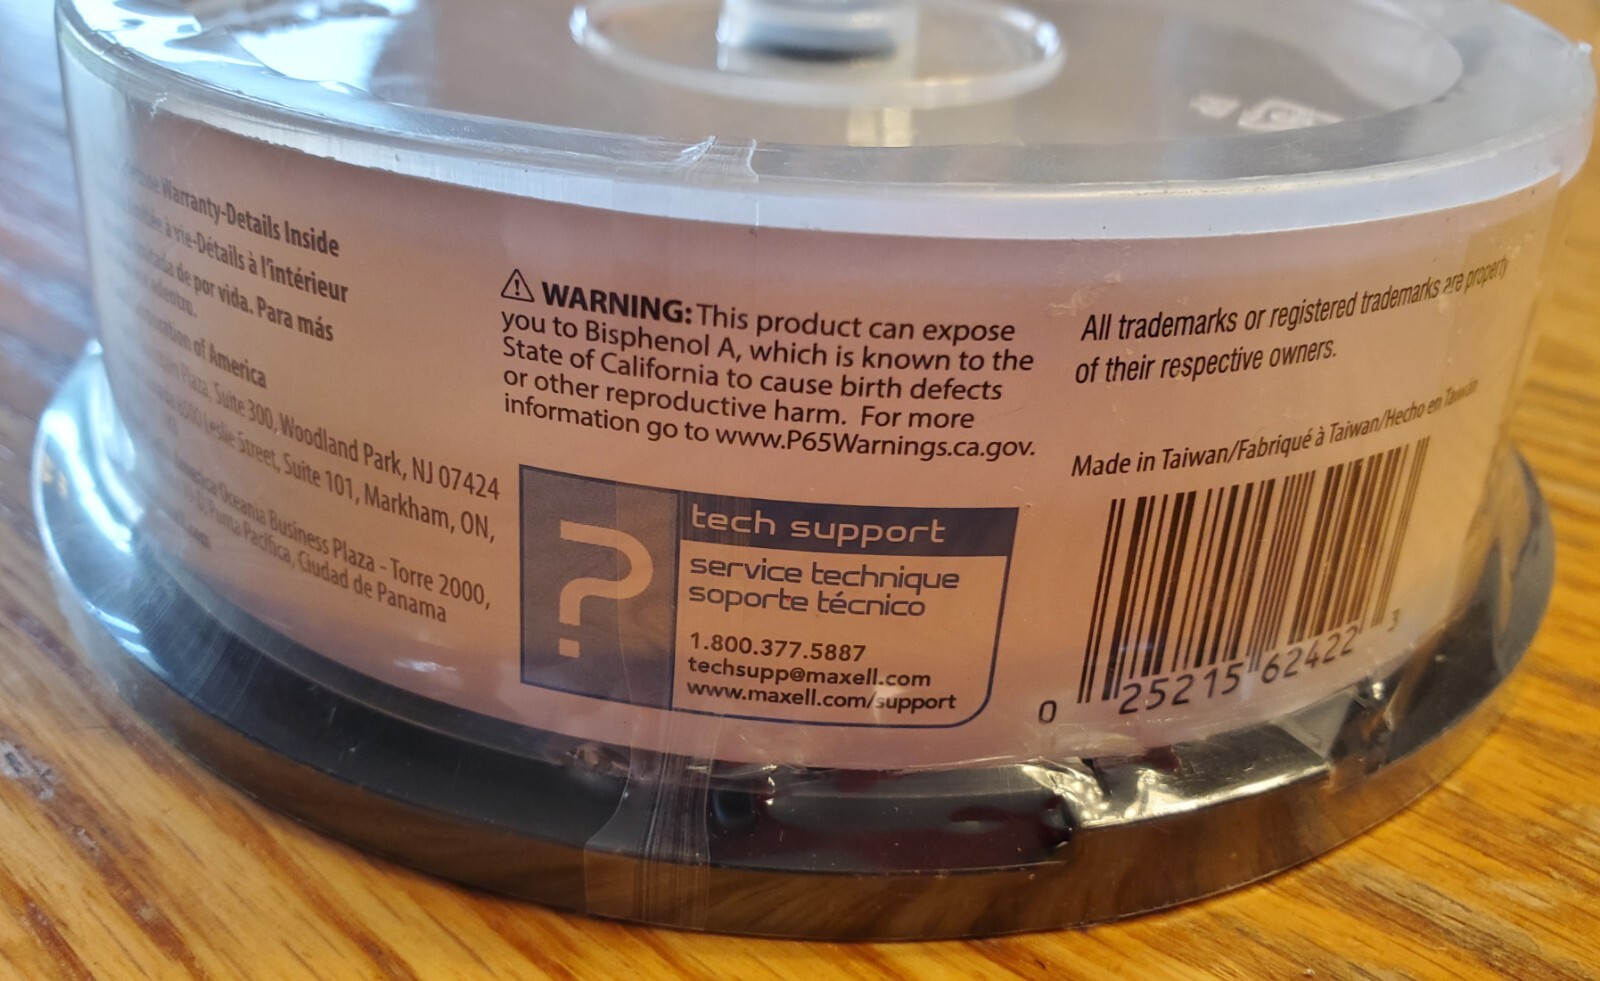 Warranty-Details Inside
à vie-Détails à l'intérieur
de por vida. Para más
adentro.
of America
Plaza, Suite 300, Woodland Park, NJ 07424
8500 Leslie Street, Suite 101, Markham, ON,
Oceania Business Plaza - Torre 2000,
Punta Pacifica, Ciudad de Panama
⚠ WARNING: This product can expose
you to Bisphenol A, which is known to the
State of California to cause birth defects
or other reproductive harm. For more
information go to www.P65Warnings.ca.gov.
?
tech support
service technique
soporte técnico
1.800.377.5887
techsupp@maxell.com
www.maxell.com/support
All trademarks or registered trademarks are property
of their respective owners.
Made in Taiwan/Fabriqué à Taiwan/Hecho en Taiwán
0 25215 62422 3